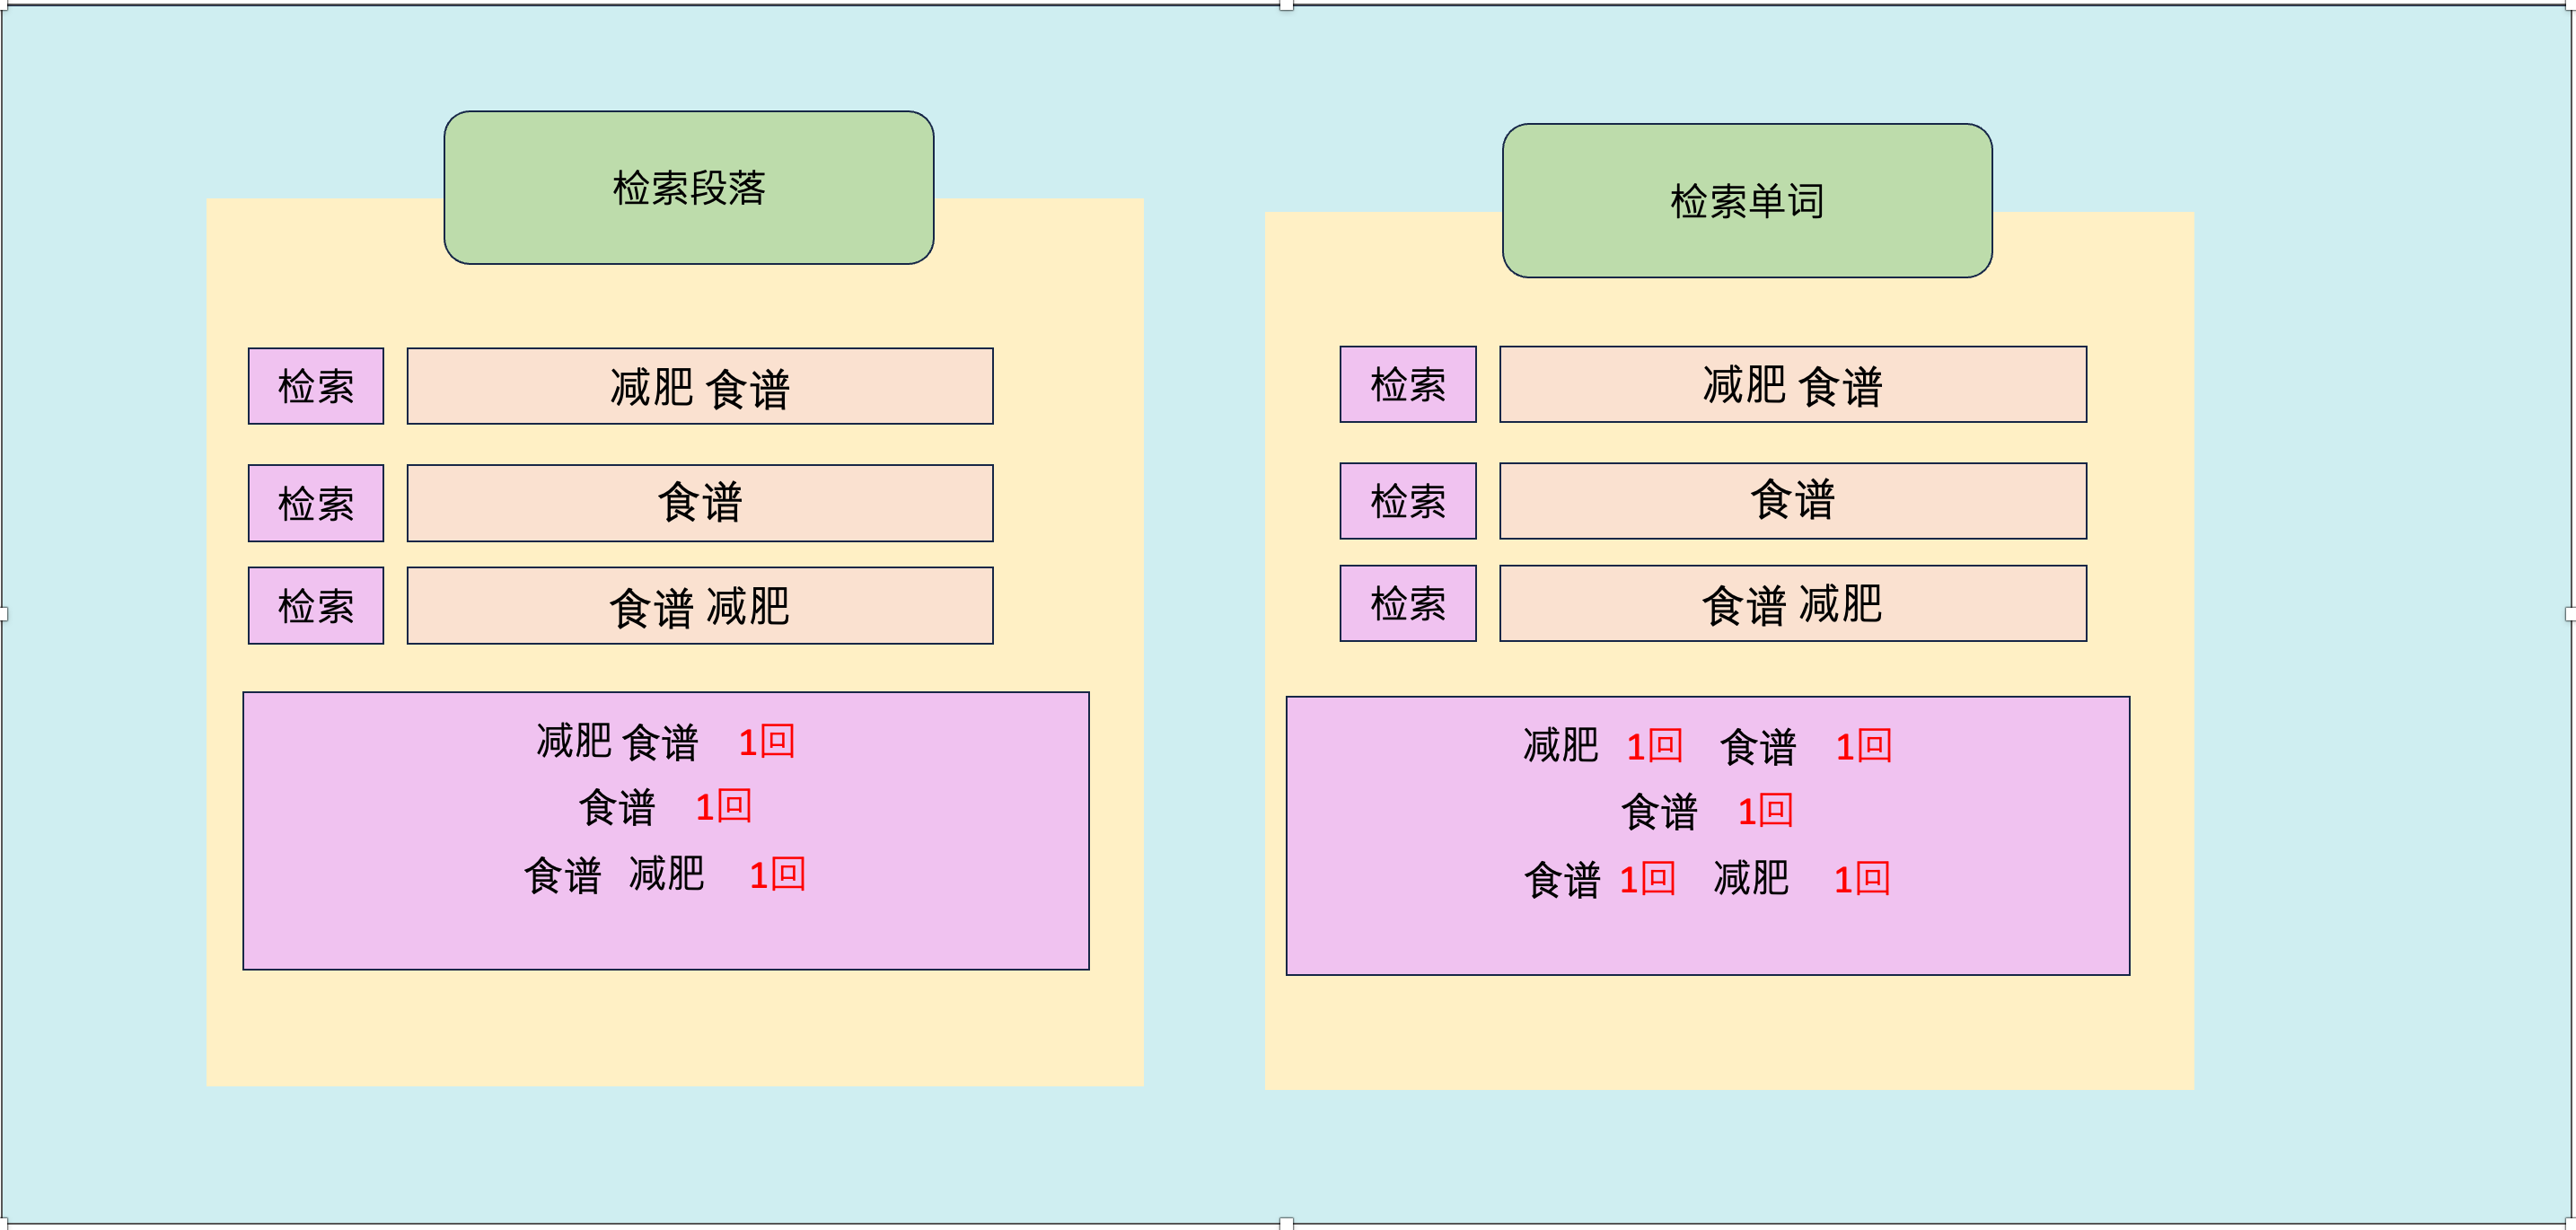 检索段落
检索 减肥 食谱
检索 食谱
检索 食谱 减肥
减肥 食谱 1回
食谱 1回
食谱 减肥 1回
检索单词
检索 减肥 食谱
检索 食谱
检索 食谱 减肥
减肥 1回 食谱 1回
食谱 1回
食谱 1回 减肥 1回